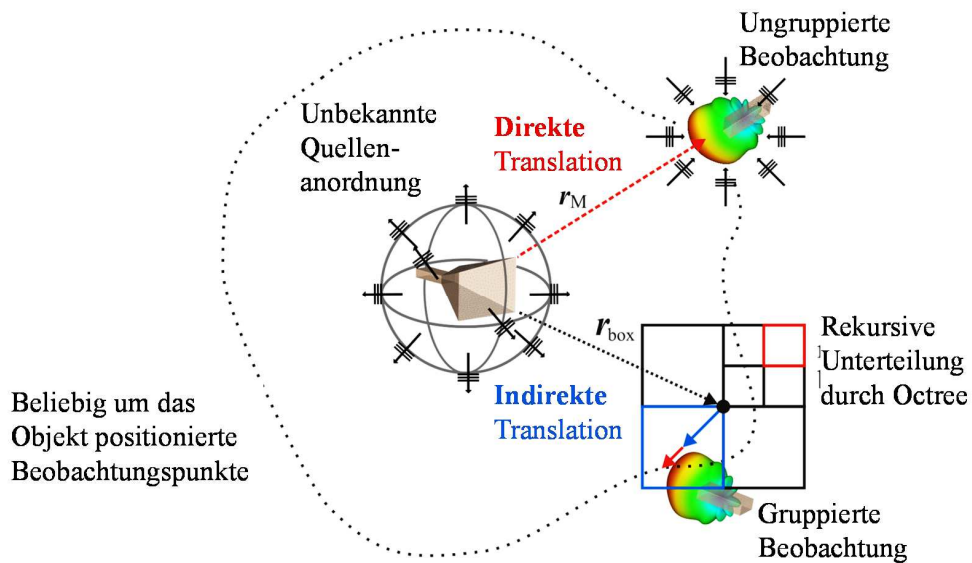 Ungruppierte
Beobachtung
Unbekannte
Quellen-
anordnung
Direkte
Translation
r_M
r_box
Rekursive
Unterteilung
durch Octree
Indirekte
Translation
Beliebig um das
Objekt positionierte
Beobachtungspunkte
Gruppierte
Beobachtung